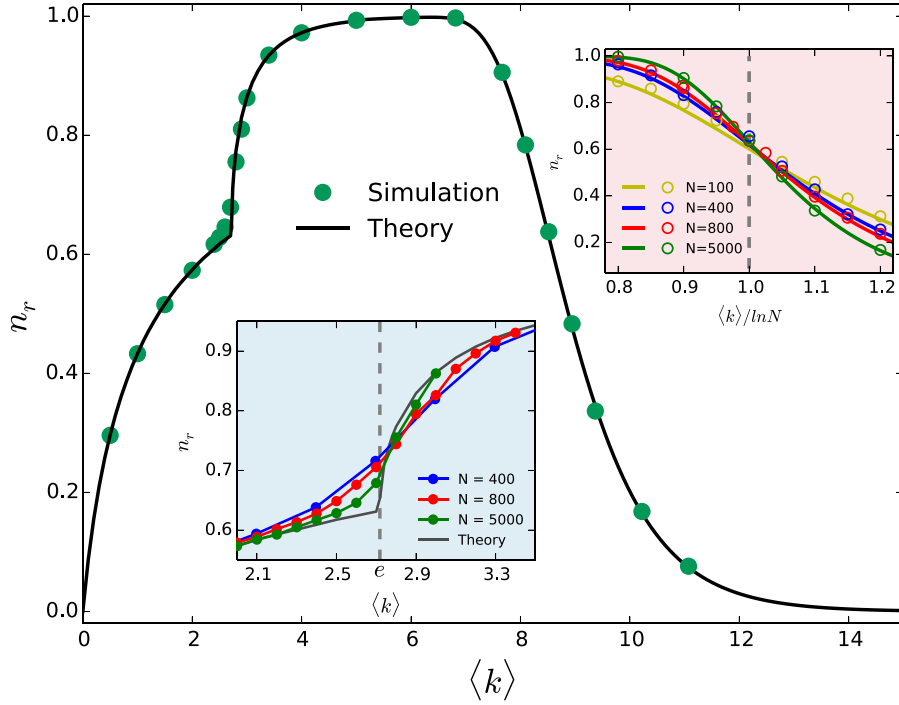 1.0
0.8
0.6
0.4
0.2
0.0
n_r
0 2 4 6 8 10 12 14
⟨k⟩
Simulation
Theory
1.0
0.8
0.6
0.4
0.2
n_r
N=100
N=400
N=800
N=5000
0.8 0.9 1.0 1.1 1.2
⟨k⟩/lnN
0.9
0.8
0.7
0.6
n_r
N = 400
N = 800
N = 5000
Theory
2.1 2.5 e 2.9 3.3
⟨k⟩